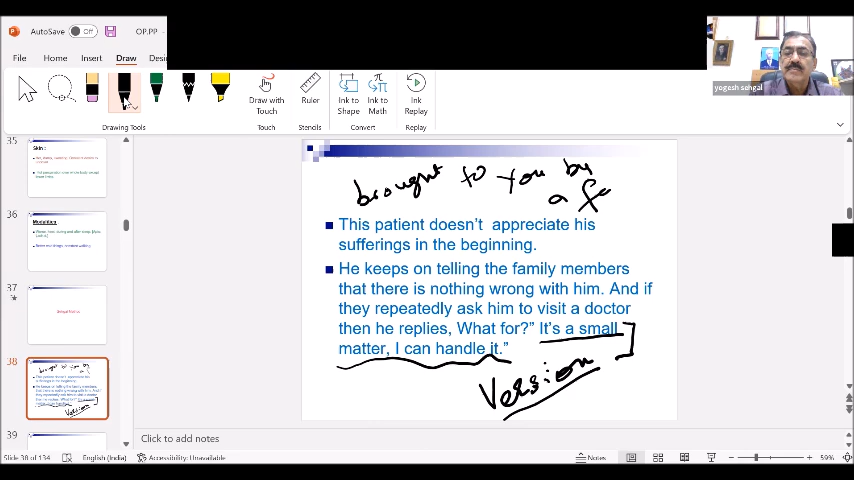 AutoSave
Off
OP.PP
File
Home
Insert
Draw
Desi
yogesh sehgal
Draw with
Touch
Ruler
Ink to
Shape
Ink to
Math
Ink
Replay
Drawing Tools
Touch
Stencils
Convert
Replay
35
Skin :
36
Modalities
37
38
39
brought to you by
a fa
This patient doesn't appreciate his
sufferings in the beginning.
He keeps on telling the family members
that there is nothing wrong with him. And if
they repeatedly ask him to visit a doctor
then he replies, What for?" It's a small
matter, I can handle it."
Version
Click to add notes
Slide 38 of 134
English (India)
Accessibility: Unavailable
Notes
59%